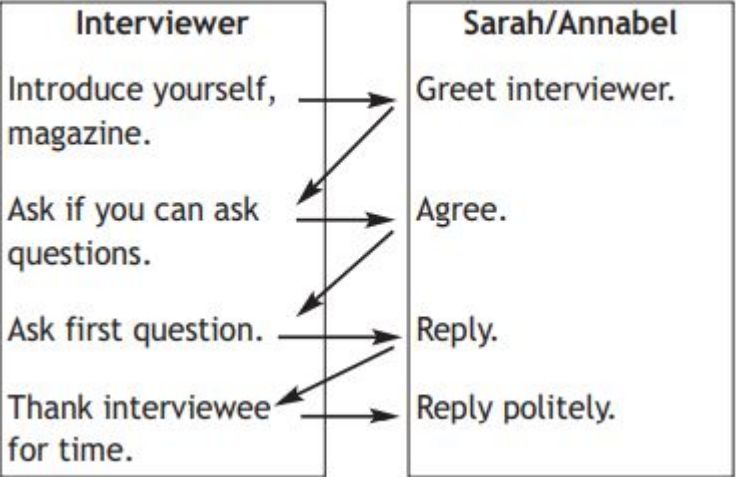 Interviewer
Sarah/Annabel
Introduce yourself,
magazine.
Greet interviewer.
Ask if you can ask
questions.
Agree.
Ask first question.
Reply.
Thank interviewee
for time.
Reply politely.